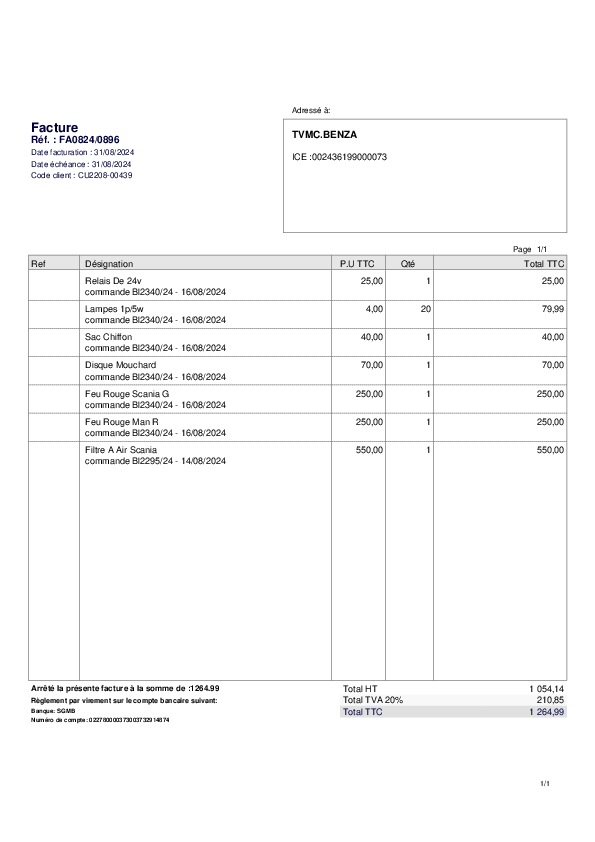 Adressé à:
Facture
Réf. : FA0824/0896
Date facturation : 31/08/2024
Date échéance : 31/08/2024
Code client : CU2208-00439
TVMC.BENZA
ICE :002436199000073
Page 1/1
Ref Désignation P.U TTC Qté Total TTC
Relais De 24v 25,00 1 25,00
commande Bl2340/24 - 16/08/2024
Lampes 1p/5w 4,00 20 79,99
commande Bl2340/24 - 16/08/2024
Sac Chiffon 40,00 1 40,00
commande Bl2340/24 - 16/08/2024
Disque Mouchard 70,00 1 70,00
commande Bl2340/24 - 16/08/2024
Feu Rouge Scania G 250,00 1 250,00
commande Bl2340/24 - 16/08/2024
Feu Rouge Man R 250,00 1 250,00
commande Bl2340/24 - 16/08/2024
Filtre A Air Scania 550,00 1 550,00
commande Bl2295/24 - 14/08/2024
Arrêté la présente facture à la somme de :1264.99 Total HT 1 054,14
Règlement par virement sur le compte bancaire suivant: Total TVA 20% 210,85
Banque: SGMB Total TTC 1 264,99
Numéro de compte: 022780000373003732914874
1/1